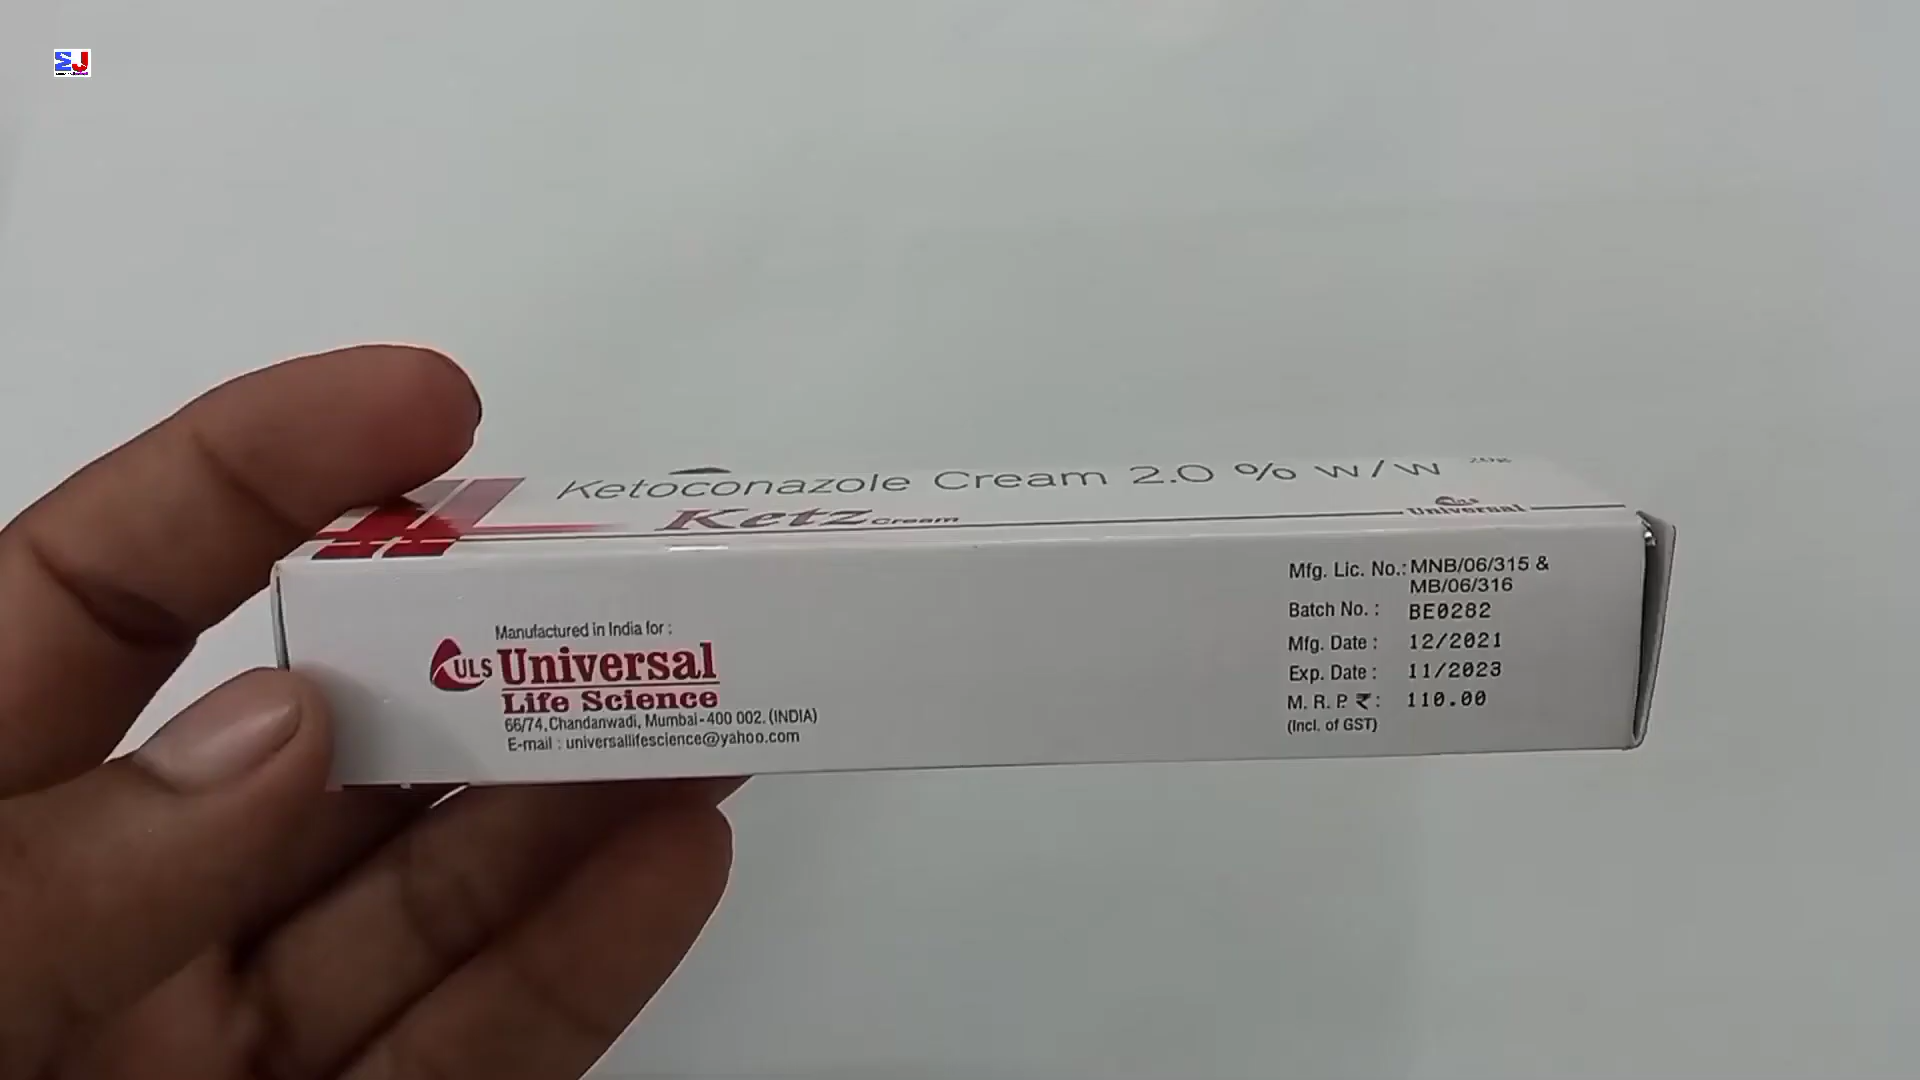 Ketoconazole Cream 2.0 % w/w 20g
Ketz Cream
ULS
Universal
Manufactured in India for :
ULS Universal
Life Science
66/74, Chandanwadi, Mumbai - 400 002. (INDIA)
E-mail : universallifescience@yahoo.com
Mfg. Lic. No.: MNB/06/315 &
MB/06/316
Batch No. : BE0282
Mfg. Date : 12/2021
Exp. Date : 11/2023
M. R. P. ₹ : 110.00
(Incl. of GST)